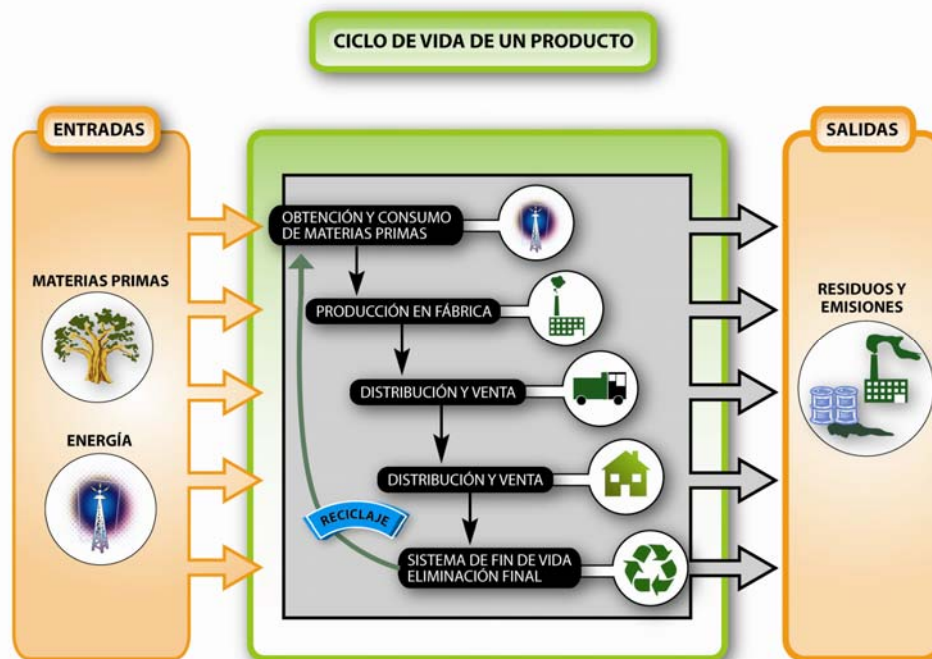 CICLO DE VIDA DE UN PRODUCTO
ENTRADAS
MATERIAS PRIMAS
ENERGÍA
OBTENCIÓN Y CONSUMO
DE MATERIAS PRIMAS
PRODUCCIÓN EN FÁBRICA
DISTRIBUCIÓN Y VENTA
DISTRIBUCIÓN Y VENTA
RECICLAJE
SISTEMA DE FIN DE VIDA
ELIMINACIÓN FINAL
SALIDAS
RESIDUOS Y
EMISIONES